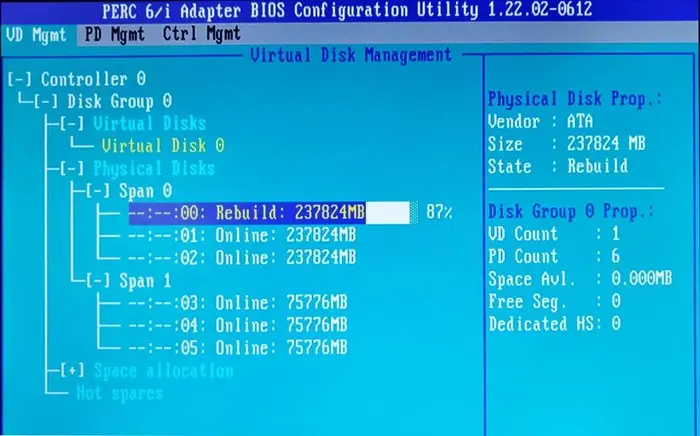 PERC 6/i Adapter BIOS Configuration Utility 1.22.02-0612
VD Mgmt PD Mgmt Ctrl Mgmt
Virtual Disk Management
[-] Controller 0
[-] Disk Group 0
[-] Virtual Disks
Virtual Disk 0
[-] Physical Disks
[-] Span 0
--:--:00: Rebuild: 237824MB 87%
--:--:01: Online: 237824MB
--:--:02: Online: 237824MB
[-] Span 1
--:--:03: Online: 75776MB
--:--:04: Online: 75776MB
--:--:05: Online: 75776MB
[+] Space allocation
Hot spares
Physical Disk Prop.:
Vendor : ATA
Size : 237824 MB
State : Rebuild
Disk Group 0 Prop.:
VD Count : 1
PD Count : 6
Space Avl. : 0.000MB
Free Seg. : 0
Dedicated HS: 0